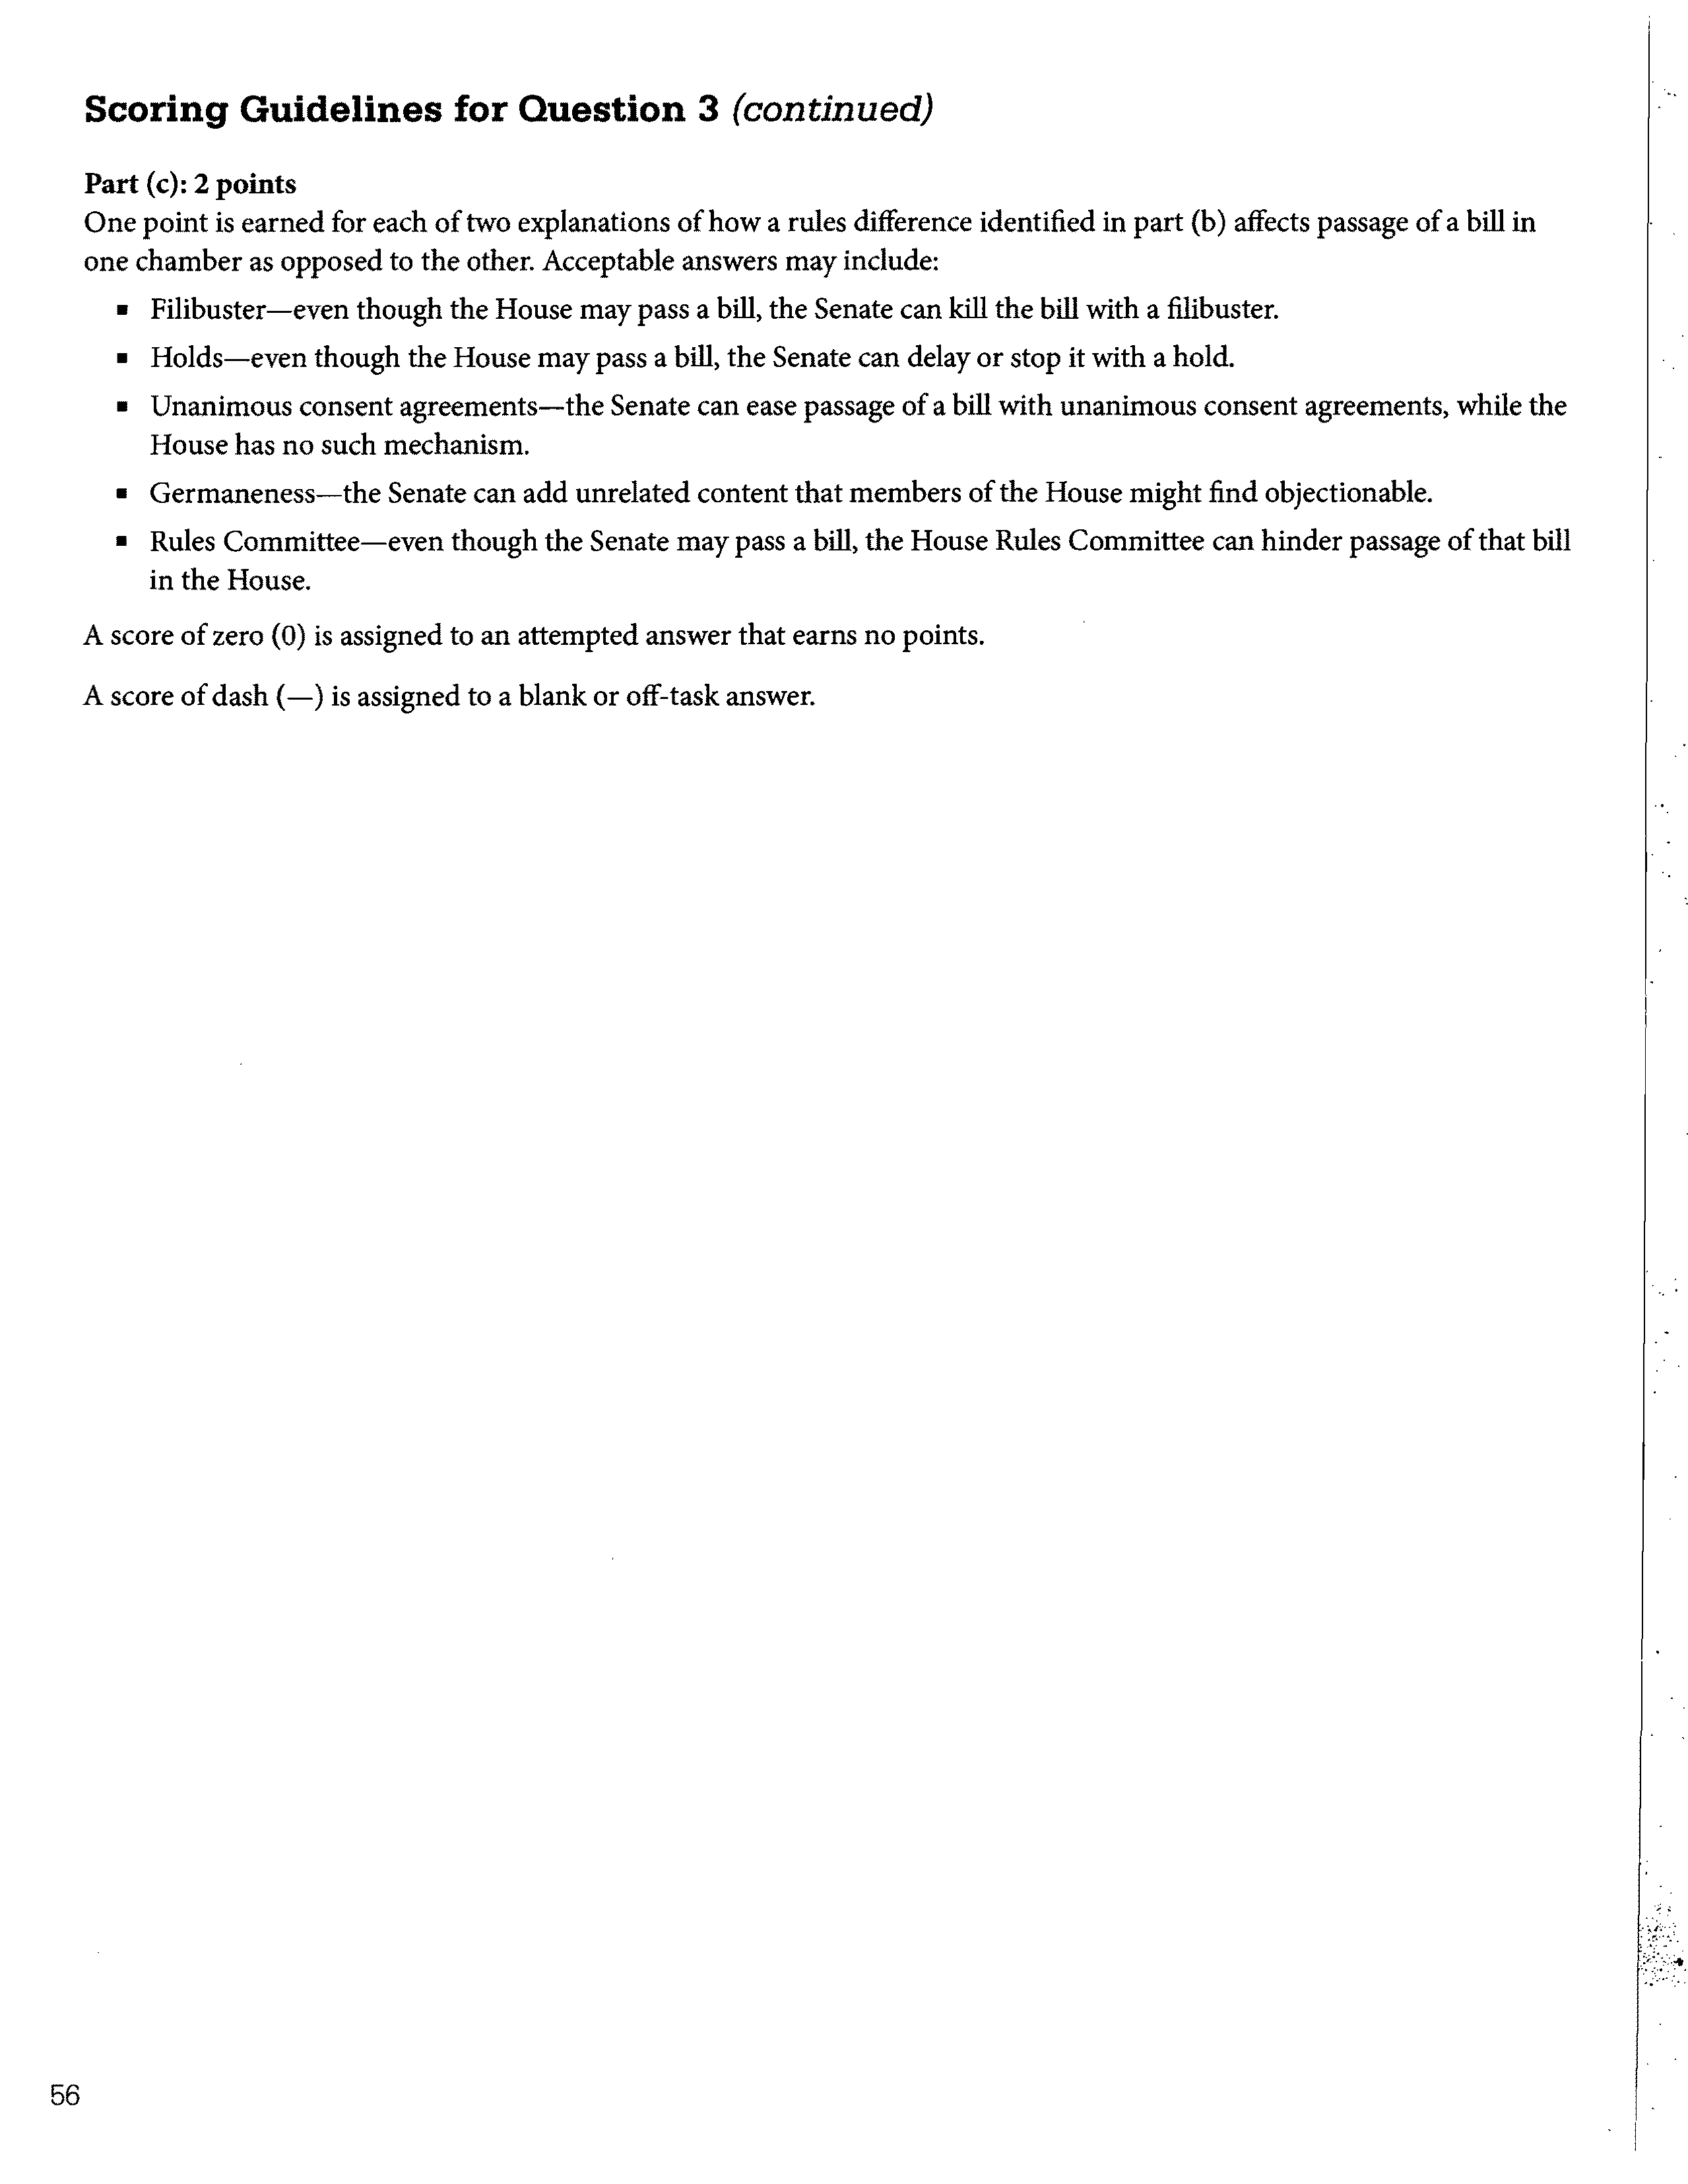 Scoring Guidelines for Question 3 (continued)
Part (c): 2 points
One point is earned for each of two explanations of how a rules difference identified in part (b) affects passage of a bill in
one chamber as opposed to the other. Acceptable answers may include:
▪ Filibuster—even though the House may pass a bill, the Senate can kill the bill with a filibuster.
▪ Holds—even though the House may pass a bill, the Senate can delay or stop it with a hold.
▪ Unanimous consent agreements—the Senate can ease passage of a bill with unanimous consent agreements, while the
House has no such mechanism.
▪ Germaneness—the Senate can add unrelated content that members of the House might find objectionable.
▪ Rules Committee—even though the Senate may pass a bill, the House Rules Committee can hinder passage of that bill
in the House.
A score of zero (0) is assigned to an attempted answer that earns no points.
A score of dash (—) is assigned to a blank or off-task answer.
56